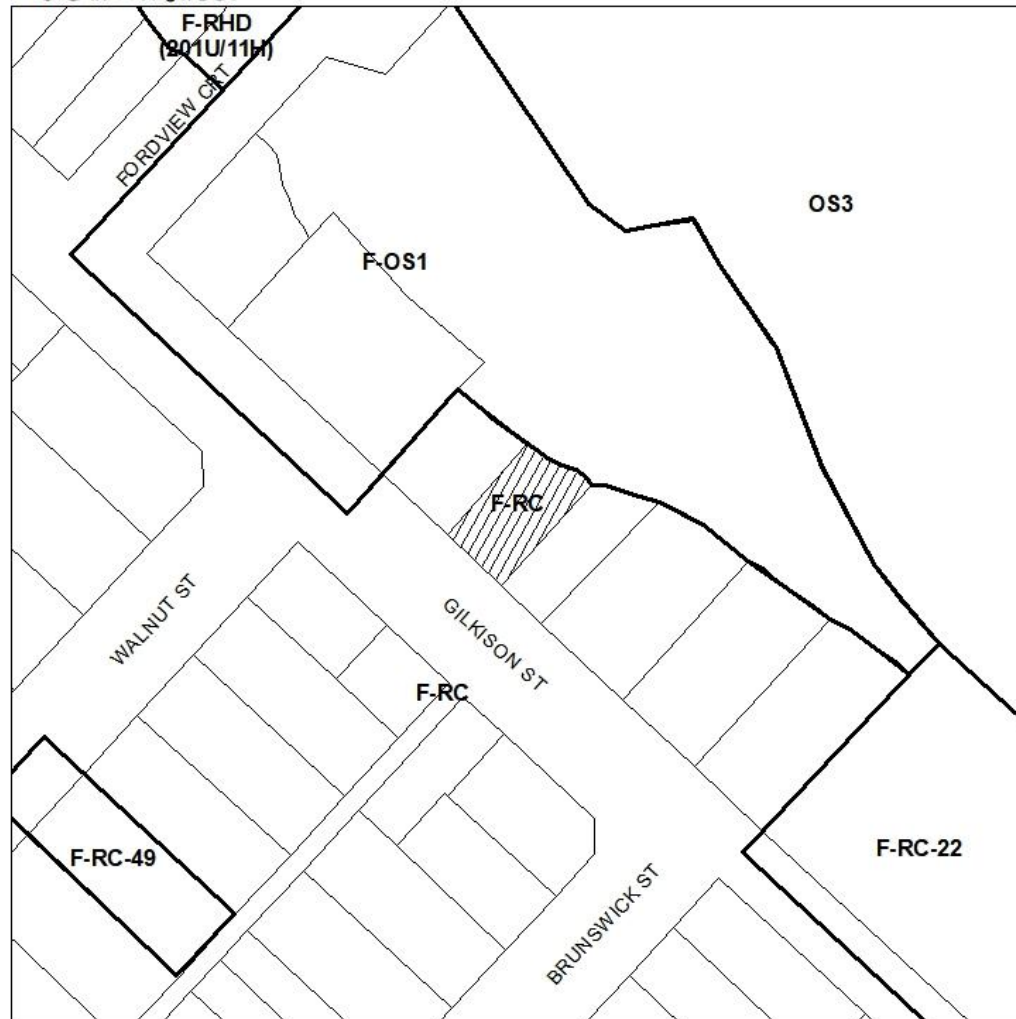 F-RHD
(201U/11H)
FORDVIEW CRT
OS3
F-OS1
F-RC
WALNUT ST
GILKISON ST
F-RC
F-RC-49
F-RC-22
BRUNSWICK ST